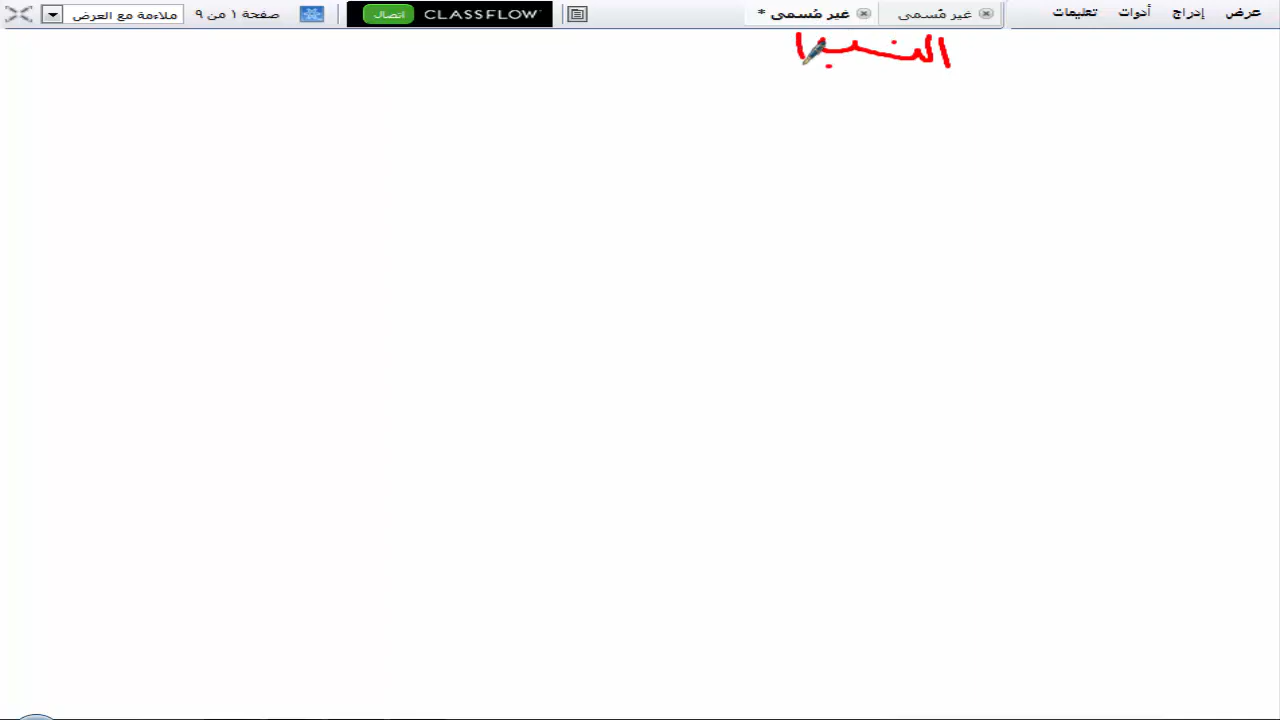 عرض إدراج أدوات تعليمات غير مُسمى غير مُسمى * CLASSFLOW اتصال صفحة ١ من ٩ ملاءمة مع العرض